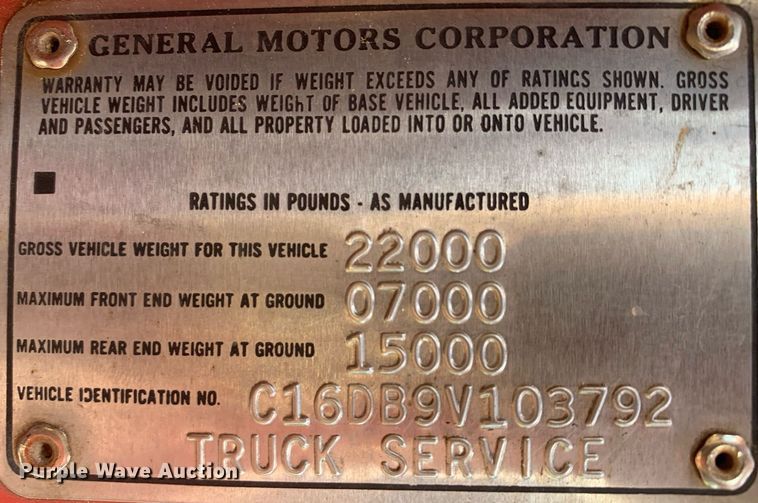 GENERAL MOTORS CORPORATION
WARRANTY MAY BE VOIDED IF WEIGHT EXCEEDS ANY OF RATINGS SHOWN. GROSS
VEHICLE WEIGHT INCLUDES WEIGhT OF BASE VEHICLE, ALL ADDED EQUIPMENT, DRIVER
AND PASSENGERS, AND ALL PROPERTY LOADED INTO OR ONTO VEHICLE.
RATINGS IN POUNDS - AS MANUFACTURED
GROSS VEHICLE WEIGHT FOR THIS VEHICLE 22000
MAXIMUM FRONT END WEIGHT AT GROUND 07000
MAXIMUM REAR END WEIGHT AT GROUND 15000
VEHICLE IDENTIFICATION NO. C16DB9V103792
TRUCK SERVICE
Purple Wave Auction